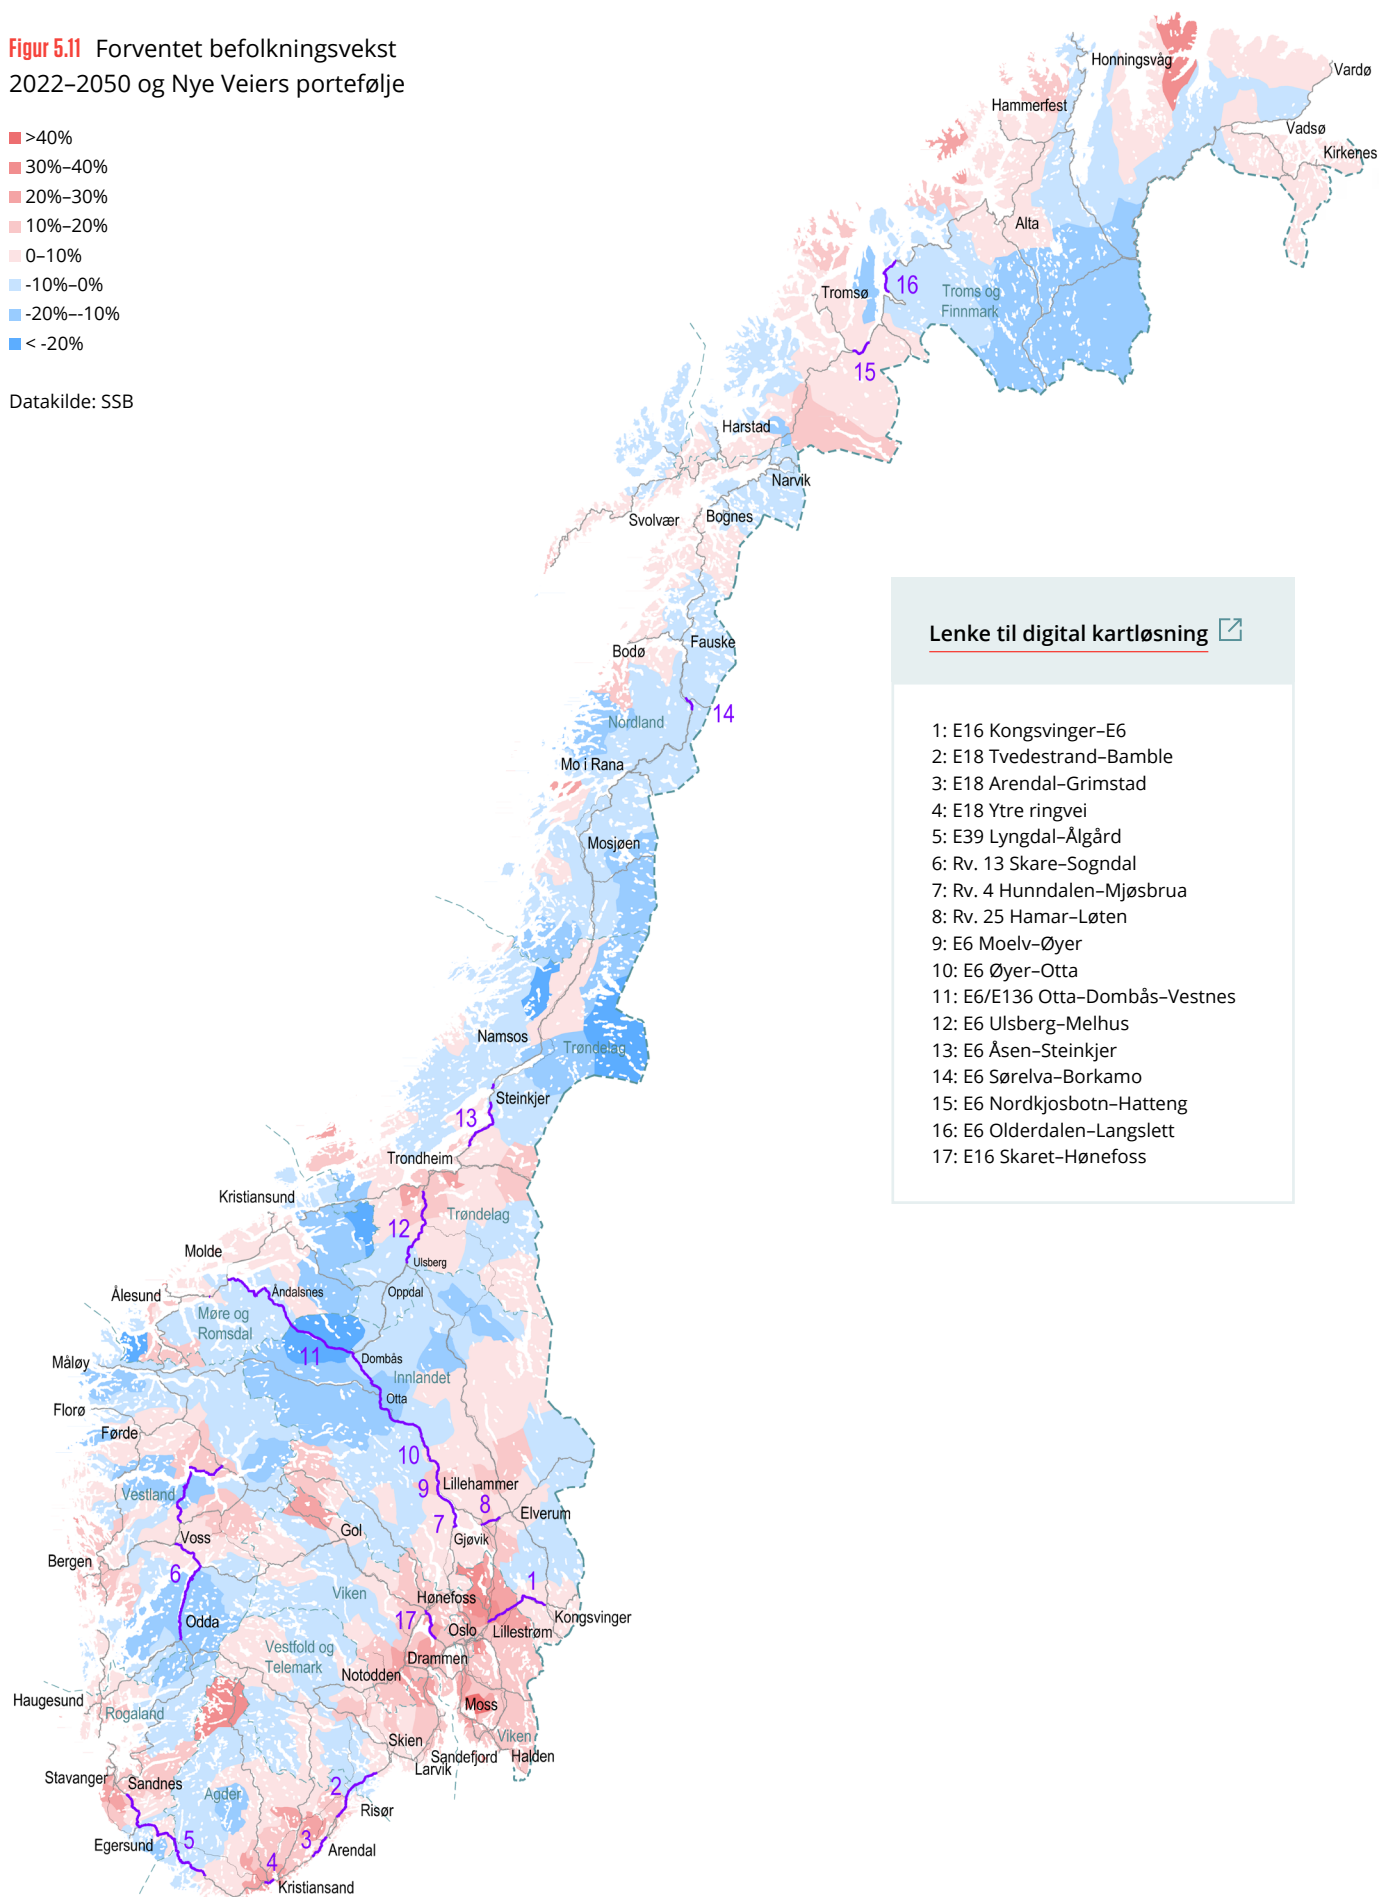 Figur 5.11 Forventet befolkningsvekst
2022–2050 og Nye Veiers portefølje
>40%
30%–40%
20%–30%
10%–20%
0–10%
-10%–0%
-20%–-10%
< -20%
Datakilde: SSB
Honningsvåg
Vardø
Hammerfest
Vadsø
Kirkenes
Alta
16
Tromsø
Troms og
Finnmark
15
Harstad
Narvik
Svolvær
Bognes
Fauske
Bodø
14
Nordland
Mo i Rana
Mosjøen
Namsos
Trøndelag
Steinkjer
13
Trondheim
Kristiansund
Trøndelag
12
Molde
Ulsberg
Ålesund
Åndalsnes
Oppdal
Møre og
Romsdal
11
Måløy
Dombås
Innlandet
Otta
Florø
Førde
10
Lillehammer
9
Vestland
8
Elverum
7
Gol
Voss
Gjøvik
Bergen
6
1
Viken
Hønefoss
17
Kongsvinger
Odda
Oslo
Lillestrøm
Vestfold og
Telemark
Drammen
Notodden
Haugesund
Rogaland
Moss
Skien
Viken
Sandefjord
Halden
Larvik
Stavanger
Sandnes
2
Agder
Risør
Egersund
5
3
Arendal
4
Kristiansand
Lenke til digital kartløsning
1: E16 Kongsvinger–E6
2: E18 Tvedestrand–Bamble
3: E18 Arendal–Grimstad
4: E18 Ytre ringvei
5: E39 Lyngdal–Ålgård
6: Rv. 13 Skare–Sogndal
7: Rv. 4 Hunndalen–Mjøsbrua
8: Rv. 25 Hamar–Løten
9: E6 Moelv–Øyer
10: E6 Øyer–Otta
11: E6/E136 Otta–Dombås–Vestnes
12: E6 Ulsberg–Melhus
13: E6 Åsen–Steinkjer
14: E6 Sørelva–Borkamo
15: E6 Nordkjosbotn–Hatteng
16: E6 Olderdalen–Langslett
17: E16 Skaret–Hønefoss